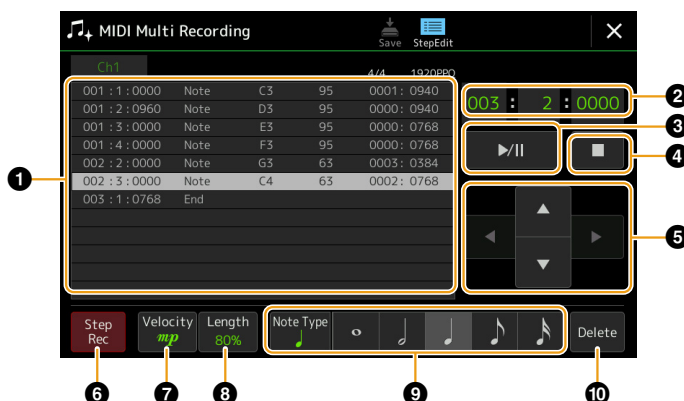 MIDI Multi Recording
Save
StepEdit
Ch1
4/4 1920PPQ
001 : 1 : 0000 Note C3 95 0001 : 0940
001 : 2 : 0960 Note D3 95 0000 : 0940
001 : 3 : 0000 Note E3 95 0000 : 0768
001 : 4 : 0000 Note F3 95 0000 : 0768
002 : 2 : 0000 Note G3 63 0003 : 0384
002 : 3 : 0000 Note C4 63 0002 : 0768
003 : 1 : 0768 End
003 : 2 : 0000
1
2
3
4
5
Step Rec
Velocity
mp
Length
80%
Note Type
Delete
6
7
8
9
10